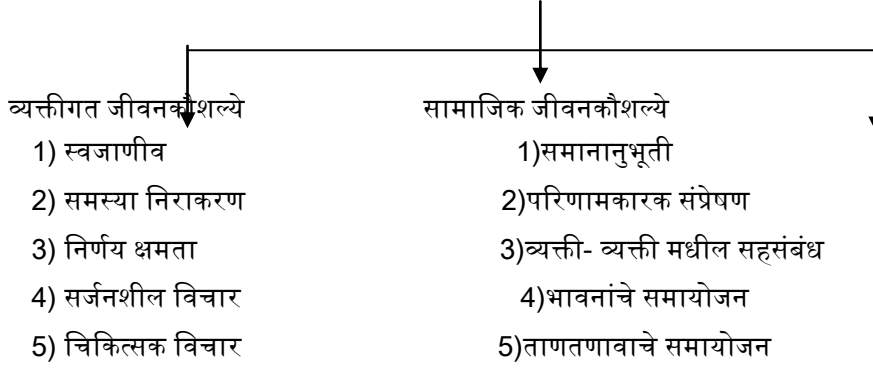 व्यक्तीगत जीवनकौशल्ये
1) स्वजाणीव
2) समस्या निराकरण
3) निर्णय क्षमता
4) सर्जनशील विचार
5) चिकित्सक विचार
सामाजिक जीवनकौशल्ये
1)समानानुभूती
2)परिणामकारक संप्रेषण
3)व्यक्ती- व्यक्ती मधील सहसंबंध
4)भावनांचे समायोजन
5)ताणतणावाचे समायोजन